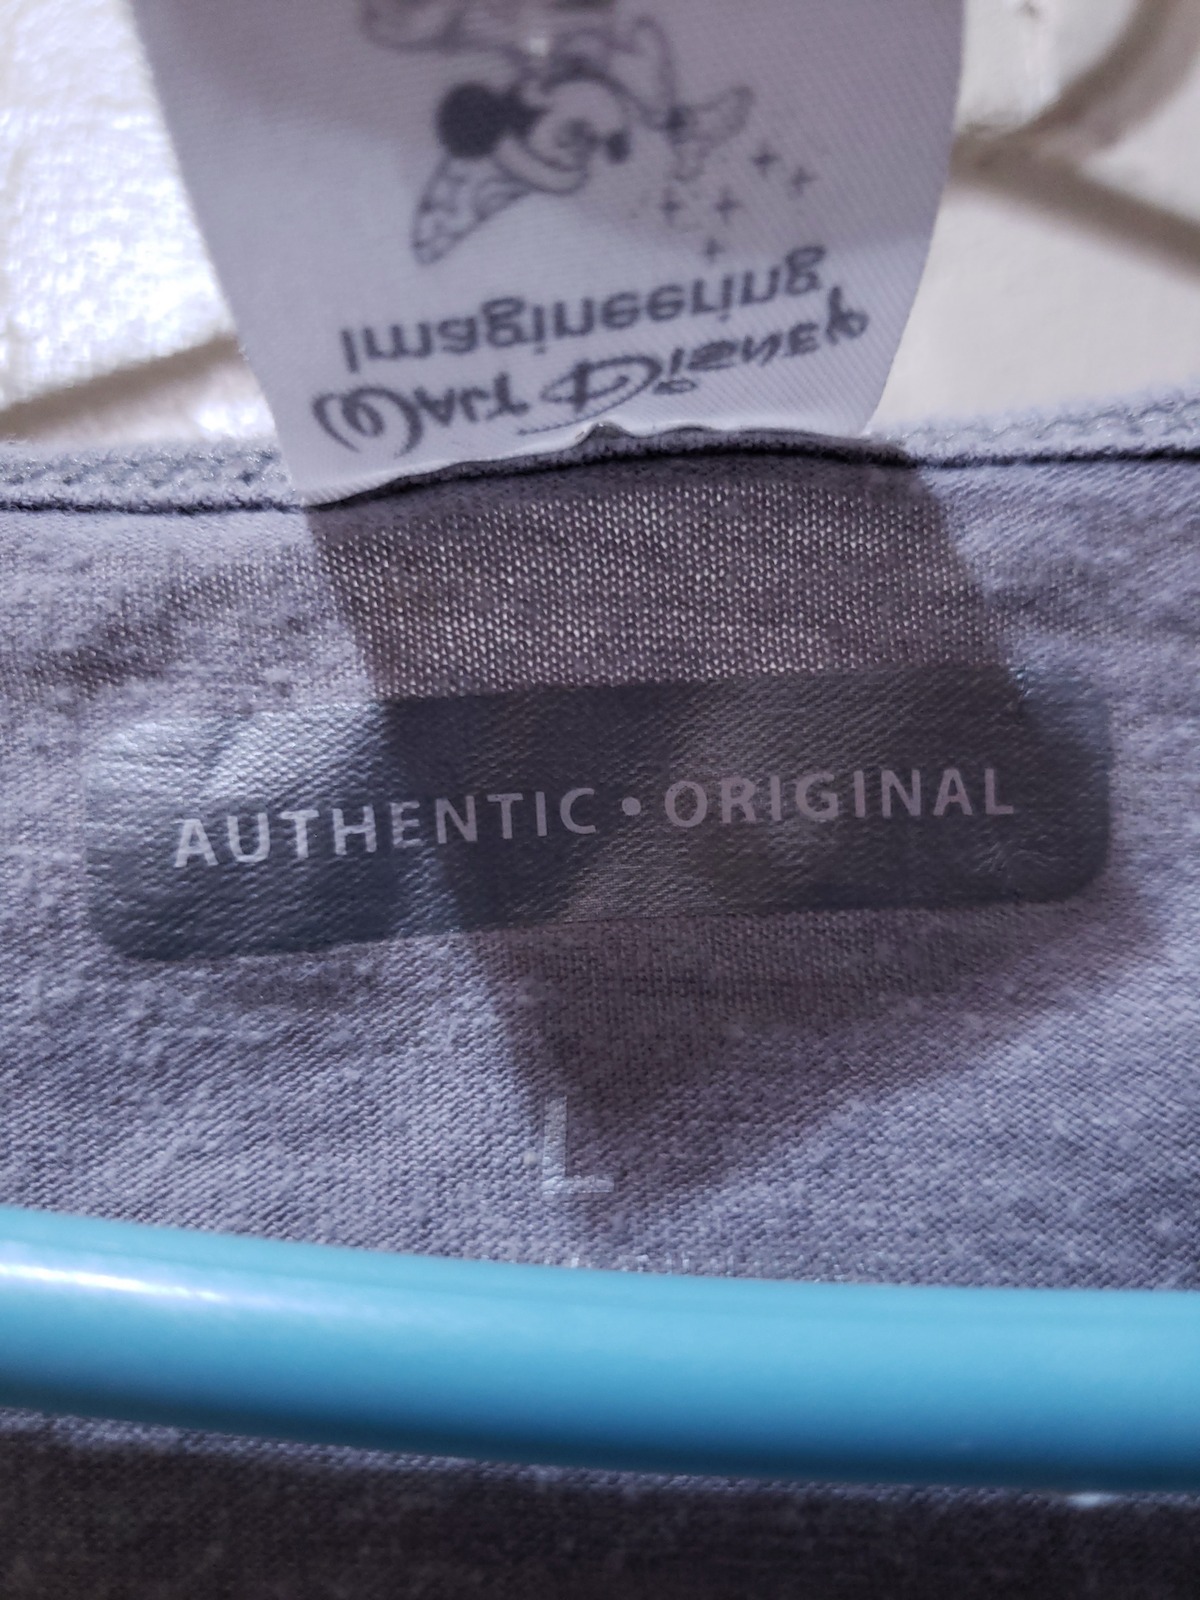 Walt Disney
Imagineering
AUTHENTIC • ORIGINAL
L